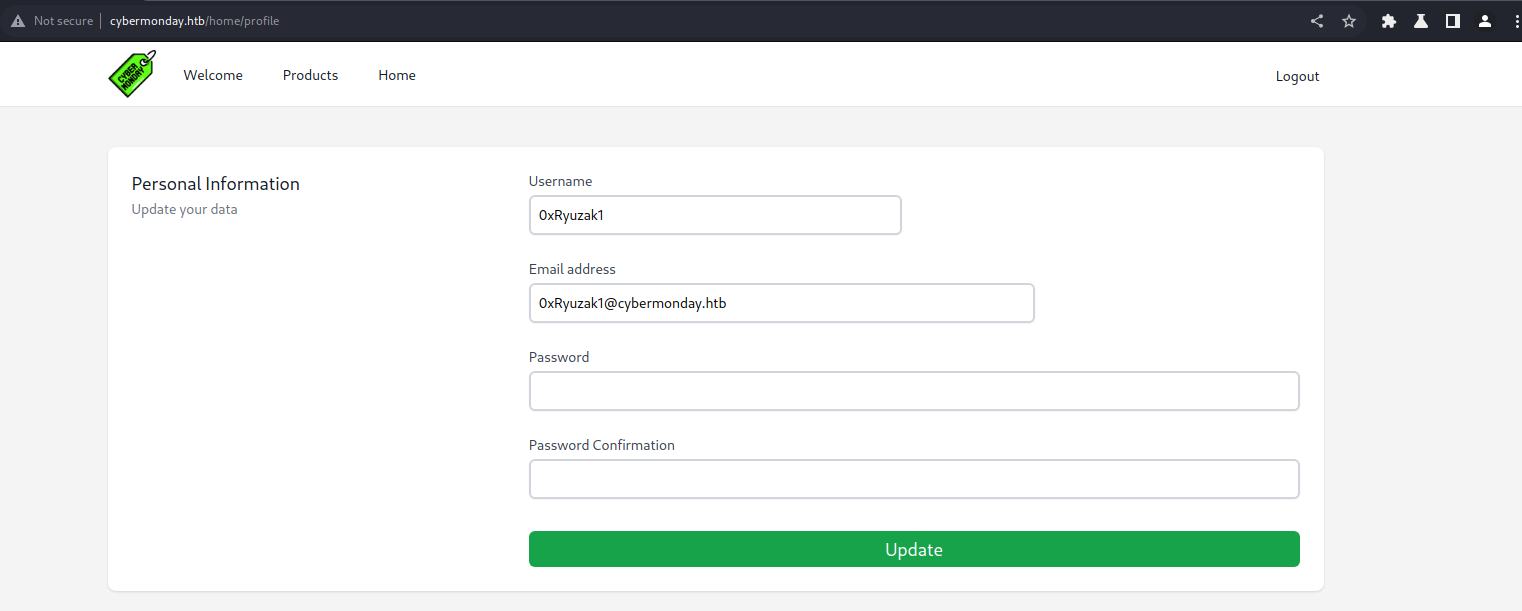 Not secure cybermonday.htb/home/profile
CYBER MONDAY
Welcome Products Home Logout
Personal Information
Update your data
Username
0xRyuzak1
Email address
0xRyuzak1@cybermonday.htb
Password
Password Confirmation
Update